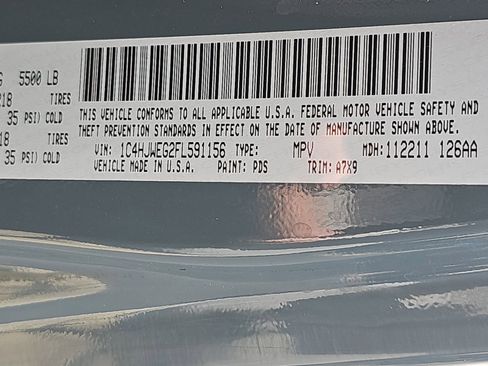 5500 LB
TIRES
35 PSI) COLD
TIRES
35 PSI) COLD
THIS VEHICLE CONFORMS TO ALL APPLICABLE U.S.A. FEDERAL MOTOR VEHICLE SAFETY AND
THEFT PREVENTION STANDARDS IN EFFECT ON THE DATE OF MANUFACTURE SHOWN ABOVE.
VIN: 1C4HJWEG2FL591156 TYPE: MPV MDH: 112211 126AA
VEHICLE MADE IN U.S.A. PAINT: PDS TRIM: A7X9